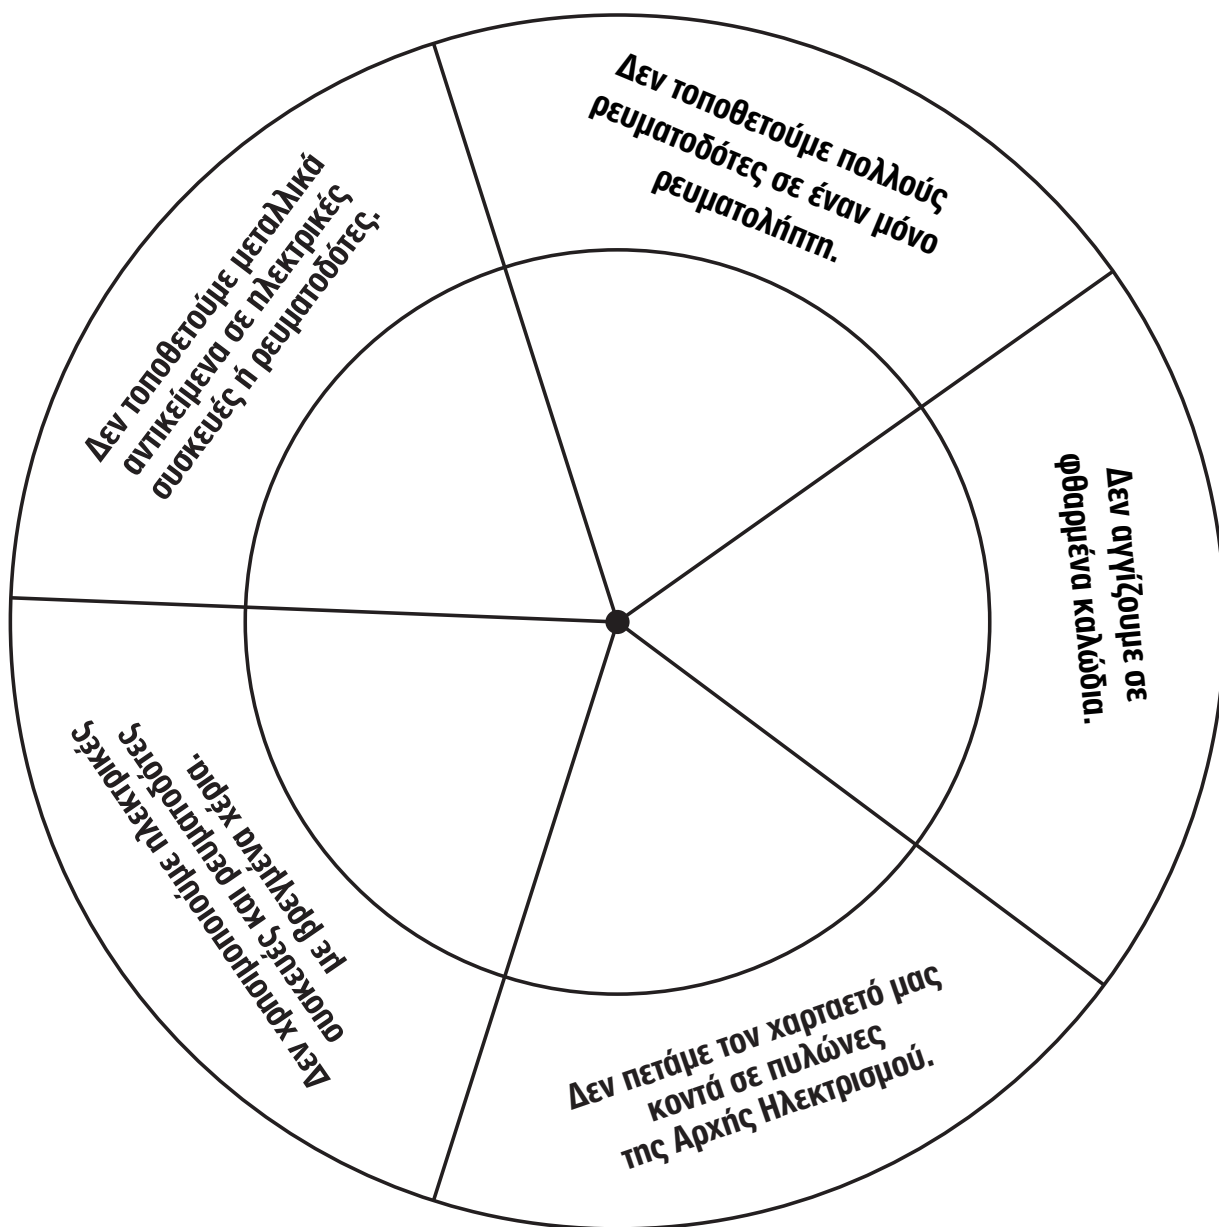 Δεν τοποθετούμε πολλούς
ρευματοδότες σε έναν μόνο
ρευματολήπτη.
Δεν αγγίζουμε σε
φθαρμένα καλώδια.
Δεν πετάμε τον χαρταετό μας
κοντά σε πυλώνες
της Αρχής Ηλεκτρισμού.
Δεν χρησιμοποιούμε ηλεκτρικές
συσκευές και ρευματοδότες
με βρεγμένα χέρια.
Δεν τοποθετούμε μεταλλικά
αντικείμενα σε ηλεκτρικές
συσκευές ή ρευματοδότες.